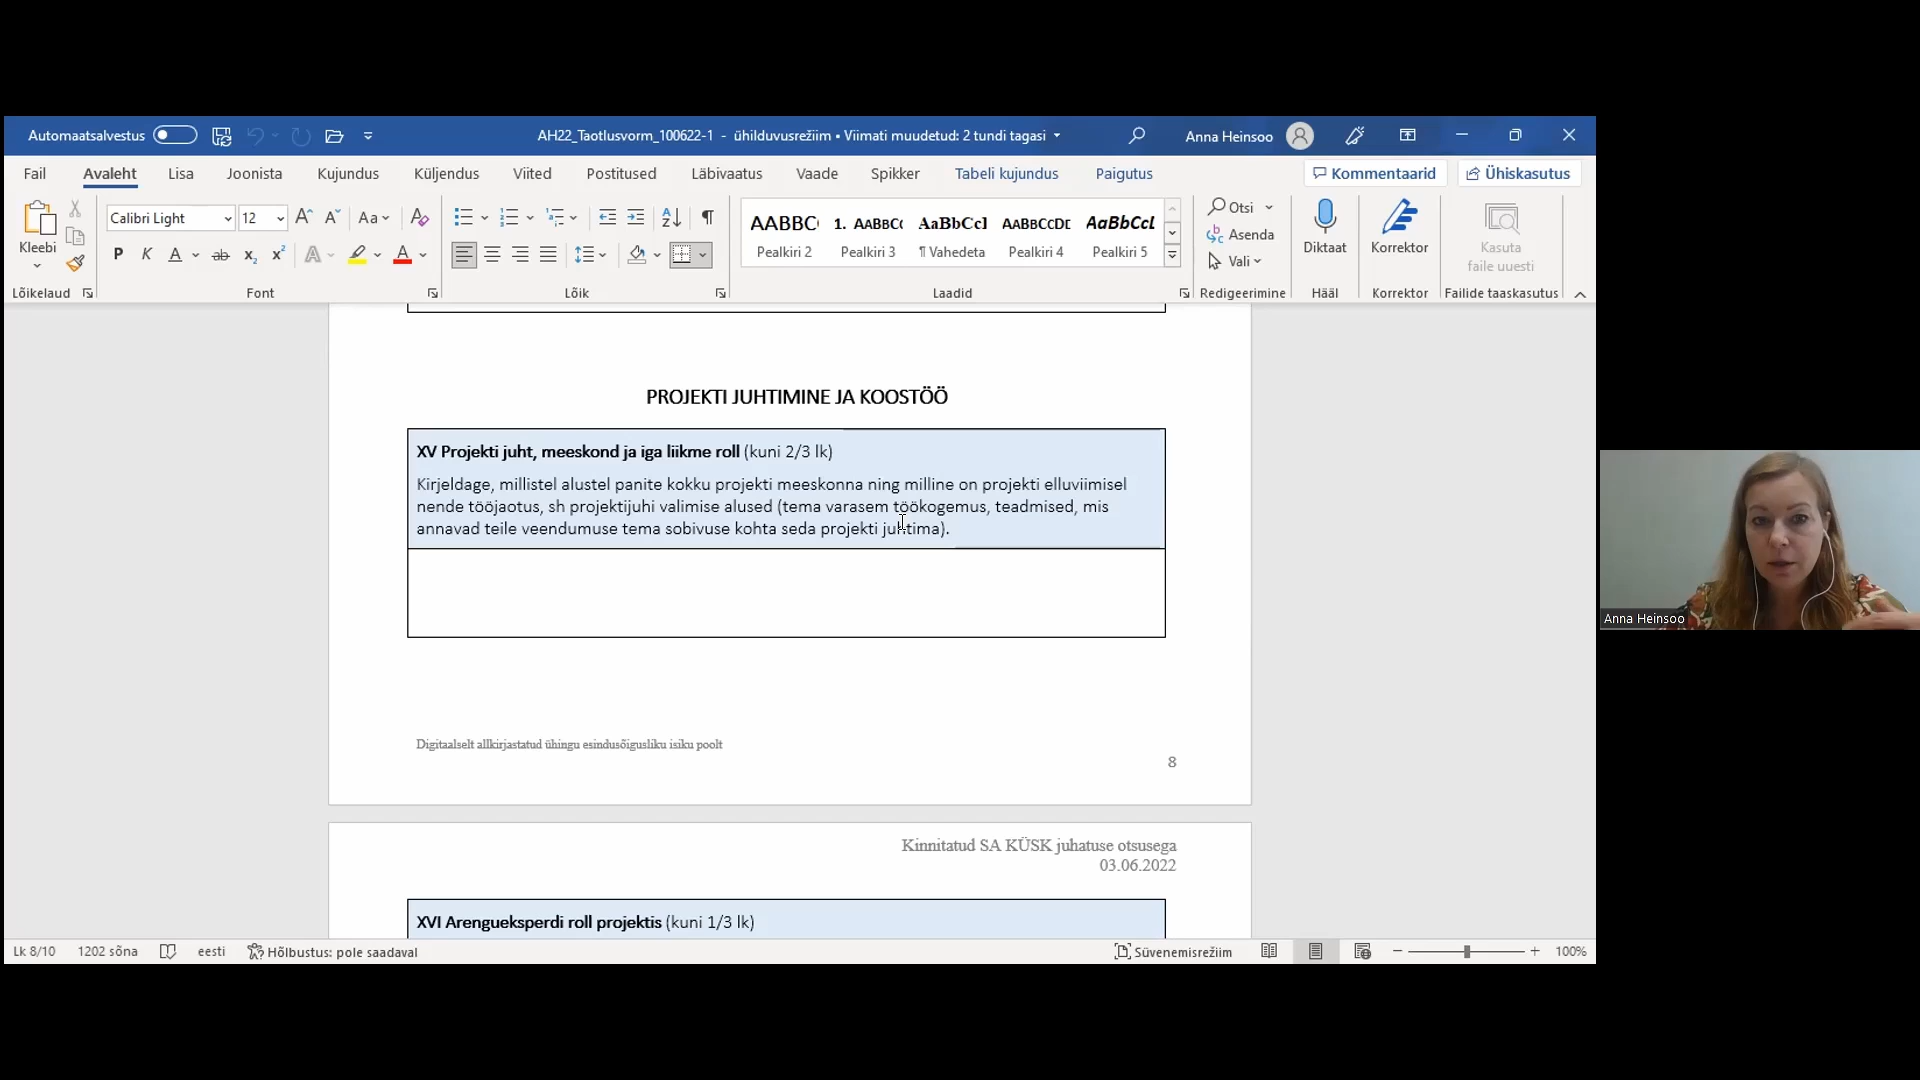 Automaatsalvestus
AH22_Taotlusvorm_100622-1 - ühilduvusrežiim • Viimati muudetud: 2 tundi tagasi
Anna Heinsoo
Fail Avaleht Lisa Joonista Kujundus Küljendus Viited Postitused Läbivaatus Vaade Spikker Tabeli kujundus Paigutus
Kommentaarid
Ühiskasutus
Kleebi
Calibri Light 12
Aa
P K A ab x₂ x² A A
AABBC 1. AABBC AaBbCcI AABBCCDD AaBbCcL
Pealkiri 2 Pealkiri 3 ¶ Vahedeta Pealkiri 4 Pealkiri 5
Otsi
Asenda
Vali
Diktaat
Korrektor
Kasuta
faile uuesti
Lõikelaud Font Lõik Laadid Redigeerimine Hääl Korrektor Failide taaskasutus
PROJEKTI JUHTIMINE JA KOOSTÖÖ
XV Projekti juht, meeskond ja iga liikme roll (kuni 2/3 lk)
Kirjeldage, millistel alustel panite kokku projekti meeskonna ning milline on projekti elluviimisel
nende tööjaotus, sh projektijuhi valimise alused (tema varasem töökogemus, teadmised, mis
annavad teile veendumuse tema sobivuse kohta seda projekti juhtima).
Digitaalselt allkirjastatud ühingu esindusõigusliku isiku poolt
8
Kinnitatud SA KÜSK juhatuse otsusega
03.06.2022
XVI Arengueksperdi roll projektis (kuni 1/3 lk)
Lk 8/10 1202 sõna eesti Hõlbustus: pole saadaval
Süvenemisrežiim
100%
Anna Heinsoo